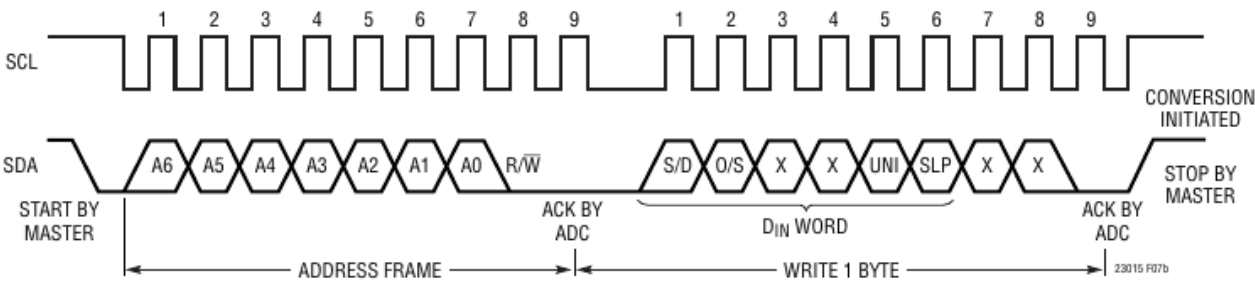 1 2 3 4 5 6 7 8 9 1 2 3 4 5 6 7 8 9
SCL
CONVERSION
INITIATED
SDA A6 A5 A4 A3 A2 A1 A0 R/W̅ S/D O/S X X UNI SLP X X
STOP BY
MASTER
START BY
MASTER
ACK BY
ADC
DIN WORD
ACK BY
ADC
ADDRESS FRAME
WRITE 1 BYTE
23015 F07b